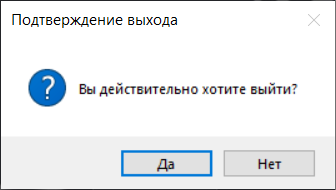 Подтверждение выхода
Вы действительно хотите выйти?
Да
Нет